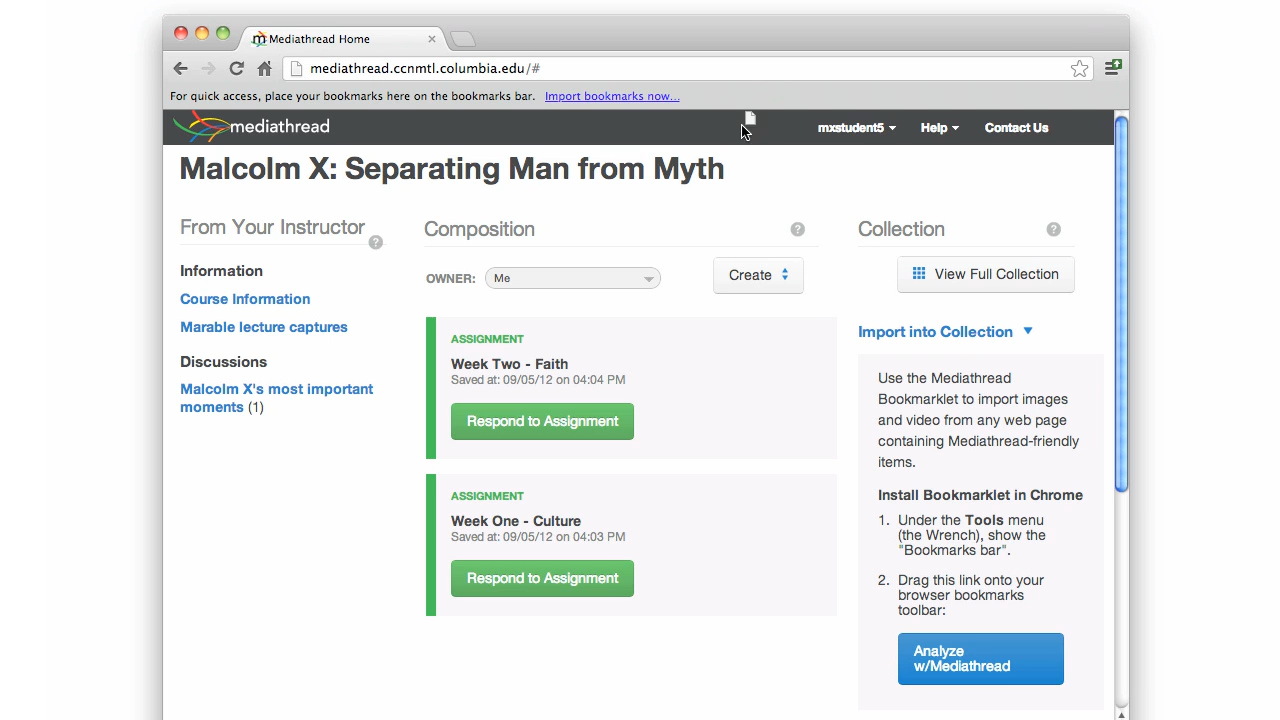 Mediathread Home
mediathread.ccnmtl.columbia.edu/#
For quick access, place your bookmarks here on the bookmarks bar. Import bookmarks now...
mediathread
mxstudent5
Help
Contact Us
Malcolm X: Separating Man from Myth
From Your Instructor
?
Information
Course Information
Marable lecture captures
Discussions
Malcolm X's most important
moments (1)
Composition
?
OWNER: Me
Create
ASSIGNMENT
Week Two - Faith
Saved at: 09/05/12 on 04:04 PM
Respond to Assignment
ASSIGNMENT
Week One - Culture
Saved at: 09/05/12 on 04:03 PM
Respond to Assignment
Collection
?
View Full Collection
Import into Collection
Use the Mediathread
Bookmarklet to import images
and video from any web page
containing Mediathread-friendly
items.
Install Bookmarklet in Chrome
1. Under the Tools menu
(the Wrench), show the
"Bookmarks bar".
2. Drag this link onto your
browser bookmarks
toolbar:
Analyze
w/Mediathread